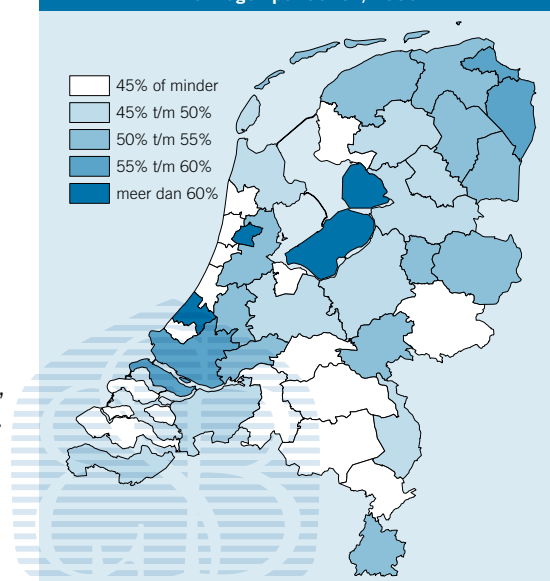 45% of minder
45% t/m 50%
50% t/m 55%
55% t/m 60%
meer dan 60%